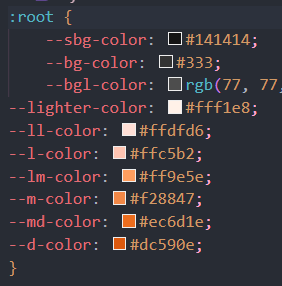 :root {
--sbg-color: #141414;
--bg-color: #333;
--bgl-color: rgb(77, 77,
--lighter-color: #fff1e8;
--ll-color: #ffdfd6;
--l-color: #ffc5b2;
--lm-color: #ff9e5e;
--m-color: #f28847;
--md-color: #ec6d1e;
--d-color: #dc590e;
}